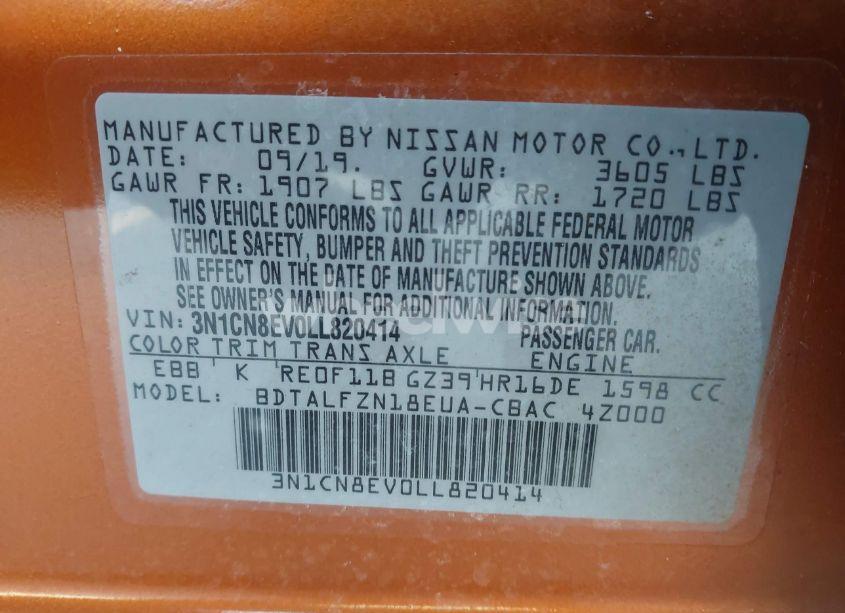 MANUFACTURED BY NISSAN MOTOR CO., LTD.
DATE: 09/19. GVWR: 3605 LBS
GAWR FR: 1907 LBS GAWR RR: 1720 LBS
THIS VEHICLE CONFORMS TO ALL APPLICABLE FEDERAL MOTOR
VEHICLE SAFETY, BUMPER AND THEFT PREVENTION STANDARDS
IN EFFECT ON THE DATE OF MANUFACTURE SHOWN ABOVE.
SEE OWNER'S MANUAL FOR ADDITIONAL INFORMATION.
VIN: 3N1CN8EV0LL820414 PASSENGER CAR.
COLOR TRIM TRANS AXLE ENGINE
EBB ' K 'RE0F11B GZ39'HR16DE 1598 CC
MODEL: BDTALFZN18EUA-CBAC 4Z000
3N1CN8EV0LL820414